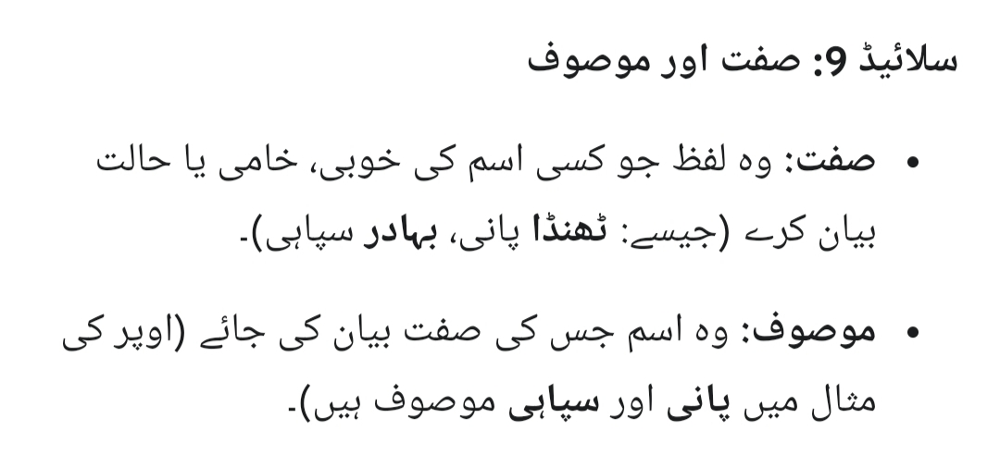 سلائیڈ 9: صفت اور موصوف
• صفت: وہ لفظ جو کسی اسم کی خوبی، خامی یا حالت
بیان کرے (جیسے: ٹھنڈا پانی، بہادر سپاہی)۔
• موصوف: وہ اسم جس کی صفت بیان کی جائے (اوپر کی
مثال میں پانی اور سپاہی موصوف ہیں)۔